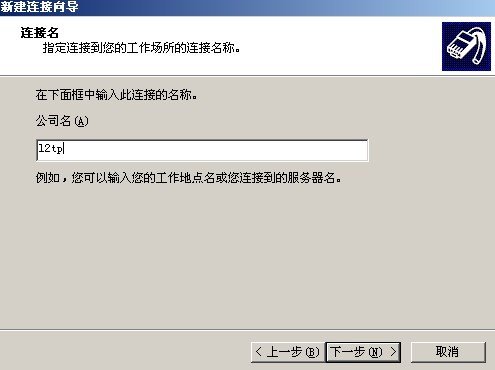 新建连接向导
连接名
指定连接到您的工作场所的连接名称。
在下面框中输入此连接的名称。
公司名(A)
l2tp
例如，您可以输入您的工作地点名或您连接到的服务器名。
< 上一步(B) 下一步(N) > 取消